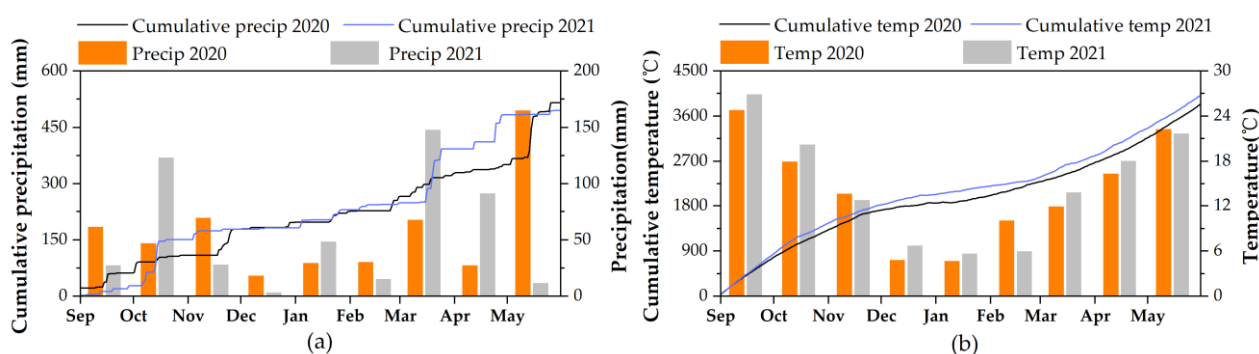 Cumulative precip 2020
Cumulative precip 2021
Precip 2020
Precip 2021
Cumulative precipitation (mm)
600
450
300
150
0
200
150
100
50
0
Precipitation(mm)
Sep Oct Nov Dec Jan Feb Mar Apr May
(a)
Cumulative temp 2020
Cumulative temp 2021
Temp 2020
Temp 2021
Cumulative temperature (℃)
4500
3600
2700
1800
900
0
30
24
18
12
6
0
Temperature(℃)
Sep Oct Nov Dec Jan Feb Mar Apr May
(b)